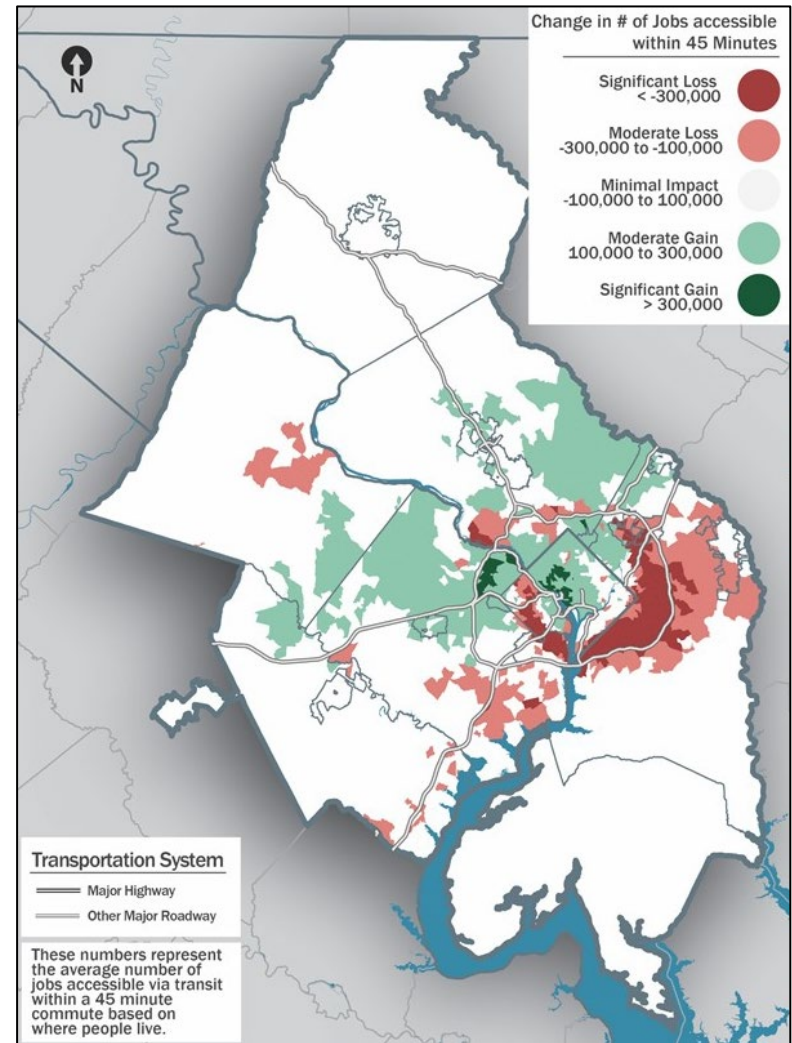 Change in # of Jobs accessible
within 45 Minutes
Significant Loss
< -300,000
Moderate Loss
-300,000 to -100,000
Minimal Impact
-100,000 to 100,000
Moderate Gain
100,000 to 300,000
Significant Gain
> 300,000
N
Transportation System
Major Highway
Other Major Roadway
These numbers represent
the average number of
jobs accessible via transit
within a 45 minute
commute based on
where people live.